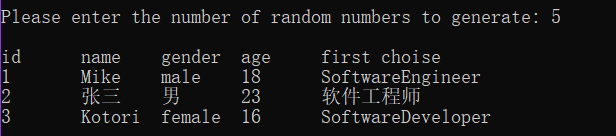 Please enter the number of random numbers to generate: 5
id name gender age first choise
1 Mike male 18 SoftwareEngineer
2 张三 男 23 软件工程师
3 Kotori female 16 SoftwareDeveloper